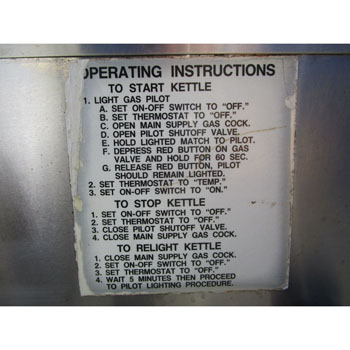 OPERATING INSTRUCTIONS
TO START KETTLE
1. LIGHT GAS PILOT
A. SET ON-OFF SWITCH TO "OFF."
B. SET THERMOSTAT TO "OFF."
C. OPEN MAIN SUPPLY GAS COCK.
D. OPEN PILOT SHUTOFF VALVE.
E. HOLD LIGHTED MATCH TO PILOT.
F. DEPRESS RED BUTTON ON GAS
VALVE AND HOLD FOR 60 SEC.
G. RELEASE RED BUTTON, PILOT
SHOULD REMAIN LIGHTED.
2. SET THERMOSTAT TO "TEMP."
3. SET ON-OFF SWITCH TO "ON."
TO STOP KETTLE
1. SET ON-OFF SWITCH TO "OFF."
2. SET THERMOSTAT TO "OFF."
3. CLOSE PILOT SHUTOFF VALVE.
4. CLOSE MAIN SUPPLY GAS COCK.
TO RELIGHT KETTLE
1. CLOSE MAIN SUPPLY GAS COCK.
2. SET ON-OFF SWITCH TO "OFF."
3. SET THERMOSTAT TO "OFF."
4. WAIT 5 MINUTES THEN PROCEED
TO PILOT LIGHTING PROCEDURE.